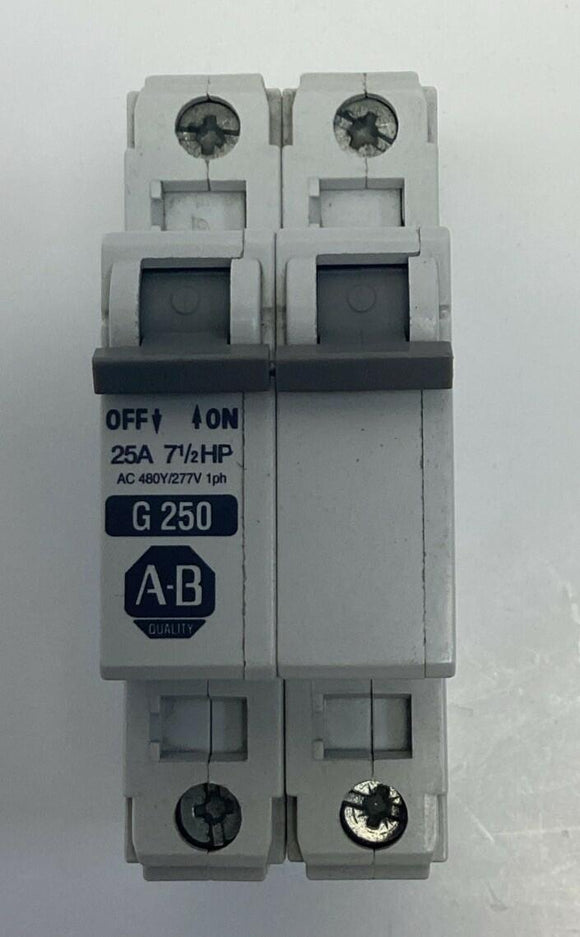 OFF ON
25A 7½HP
AC 480Y/277V 1ph
G 250
A-B
QUALITY